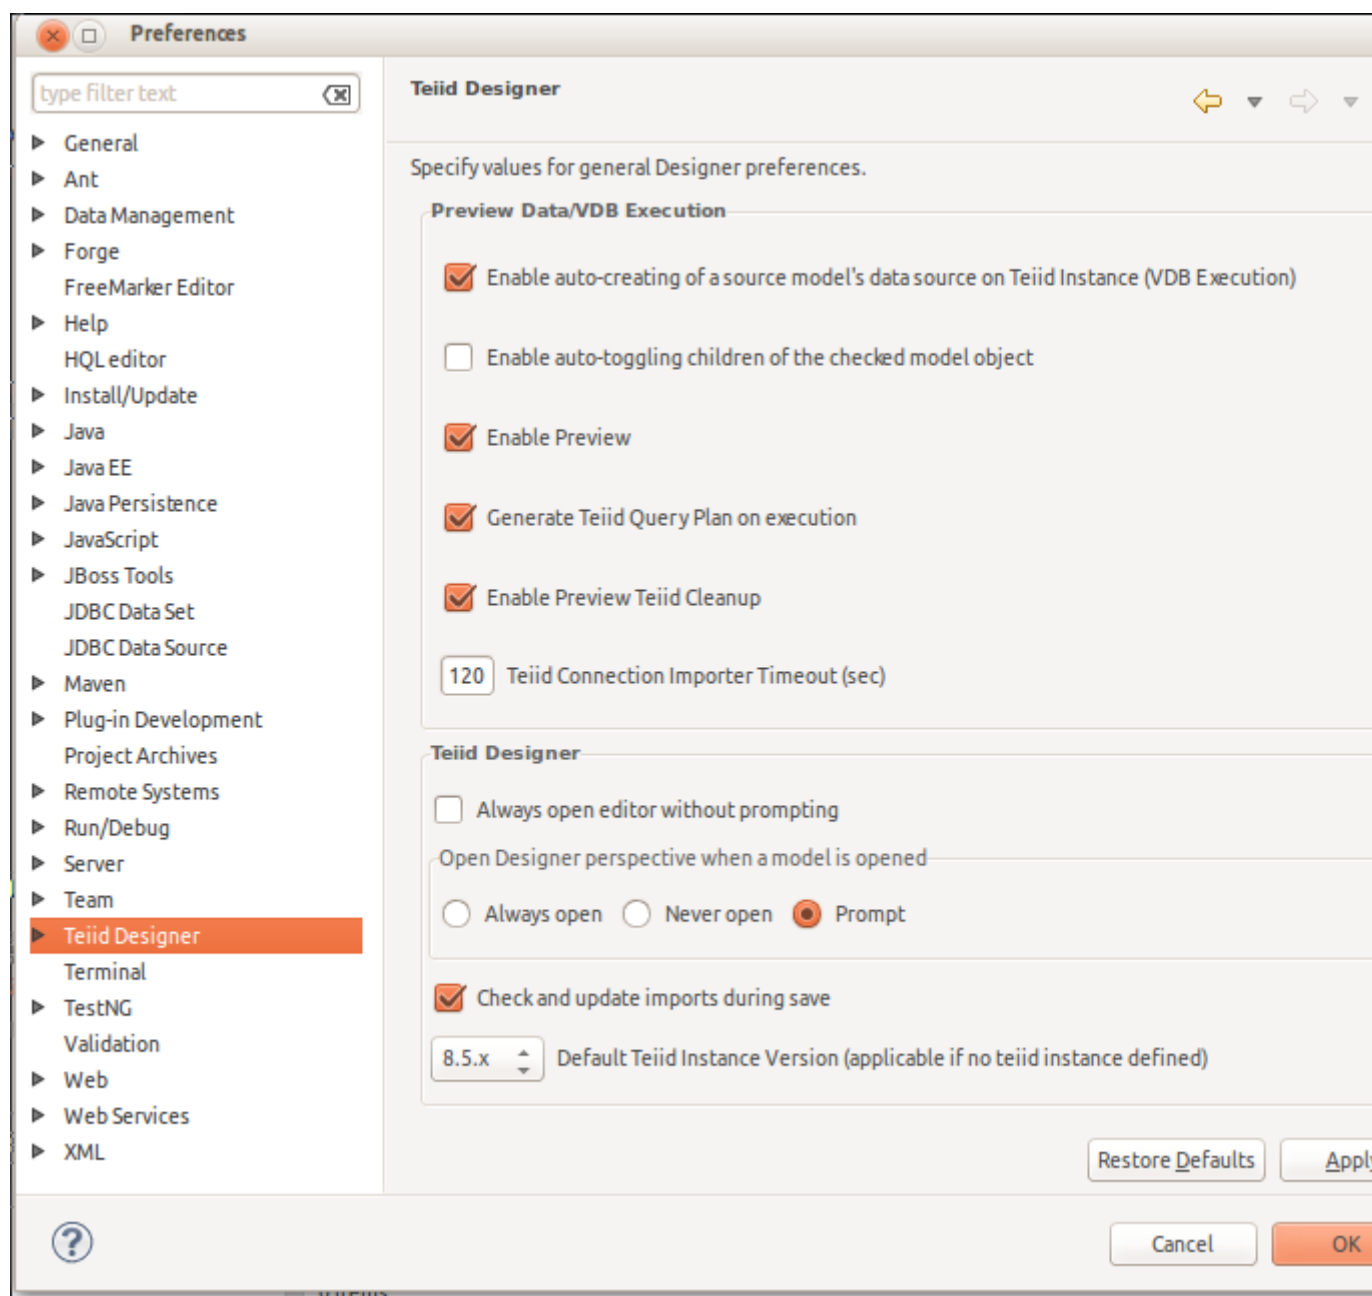 Preferences
type filter text
General
Ant
Data Management
Forge
FreeMarker Editor
Help
HQL editor
Install/Update
Java
Java EE
Java Persistence
JavaScript
JBoss Tools
JDBC Data Set
JDBC Data Source
Maven
Plug-in Development
Project Archives
Remote Systems
Run/Debug
Server
Team
Teiid Designer
Terminal
TestNG
Validation
Web
Web Services
XML
Teiid Designer
Specify values for general Designer preferences.
Preview Data/VDB Execution
Enable auto-creating of a source model's data source on Teiid Instance (VDB Execution)
Enable auto-toggling children of the checked model object
Enable Preview
Generate Teiid Query Plan on execution
Enable Preview Teiid Cleanup
120 Teiid Connection Importer Timeout (sec)
Teiid Designer
Always open editor without prompting
Open Designer perspective when a model is opened
Always open Never open Prompt
Check and update imports during save
8.5.x Default Teiid Instance Version (applicable if no teiid instance defined)
Restore Defaults Apply
Cancel OK